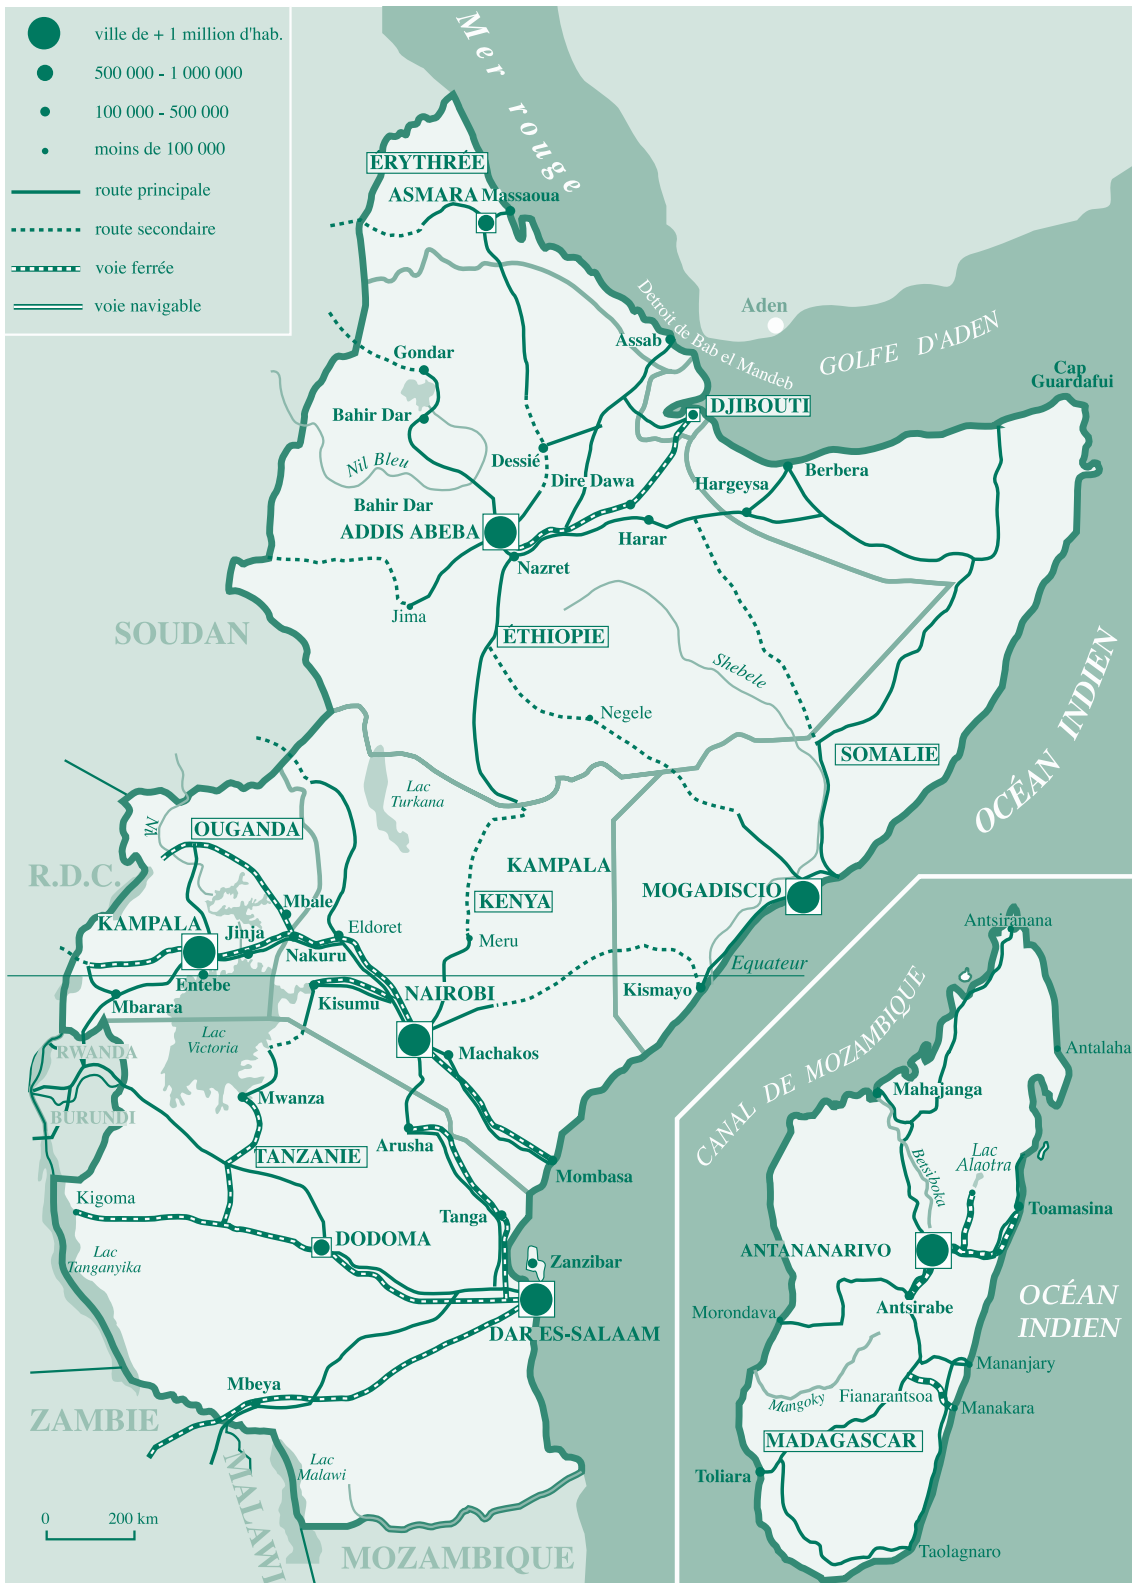 ville de + 1 million d'hab.
500 000 - 1 000 000
100 000 - 500 000
moins de 100 000
route principale
route secondaire
voie ferrée
voie navigable
Mer rouge
ÉRYTHRÉE
ASMARA
Massaoua
Aden
Detroit de Bab el Mandeb
GOLFE D'ADEN
Assab
Cap
Guardafui
Gondar
DJIBOUTI
Bahir Dar
Nil Bleu
Dessié
Dire Dawa
Hargeysa
Berbera
Bahir Dar
ADDIS ABEBA
Harar
Nazret
Jima
SOUDAN
ÉTHIOPIE
Shebele
Negele
SOMALIE
OCÉAN INDIEN
Lac
Turkana
Nil
OUGANDA
R.D.C.
KAMPALA
MOGADISCIO
KENYA
Mbale
KAMPALA
Jinja
Eldoret
Meru
Nakuru
Equateur
Entebe
Kisumu
NAIROBI
Kismayo
Mbarara
Lac
Victoria
RWANDA
Machakos
BURUNDI
Mwanza
Arusha
TANZANIE
Mombasa
Kigoma
Tanga
DODOMA
Lac
Tanganyika
Zanzibar
DAR ES-SALAAM
Mbeya
ZAMBIE
Lac
Malawi
MALAWI
MOZAMBIQUE
0 200 km
Antsiranana
CANAL DE MOZAMBIQUE
Antalaha
Mahajanga
Betsiboka
Lac
Alaotra
Toamasina
ANTANANARIVO
Antsirabe
Morondava
OCÉAN
INDIEN
Mananjary
Mangoky
Fianarantsoa
Manakara
MADAGASCAR
Toliara
Taolagnaro